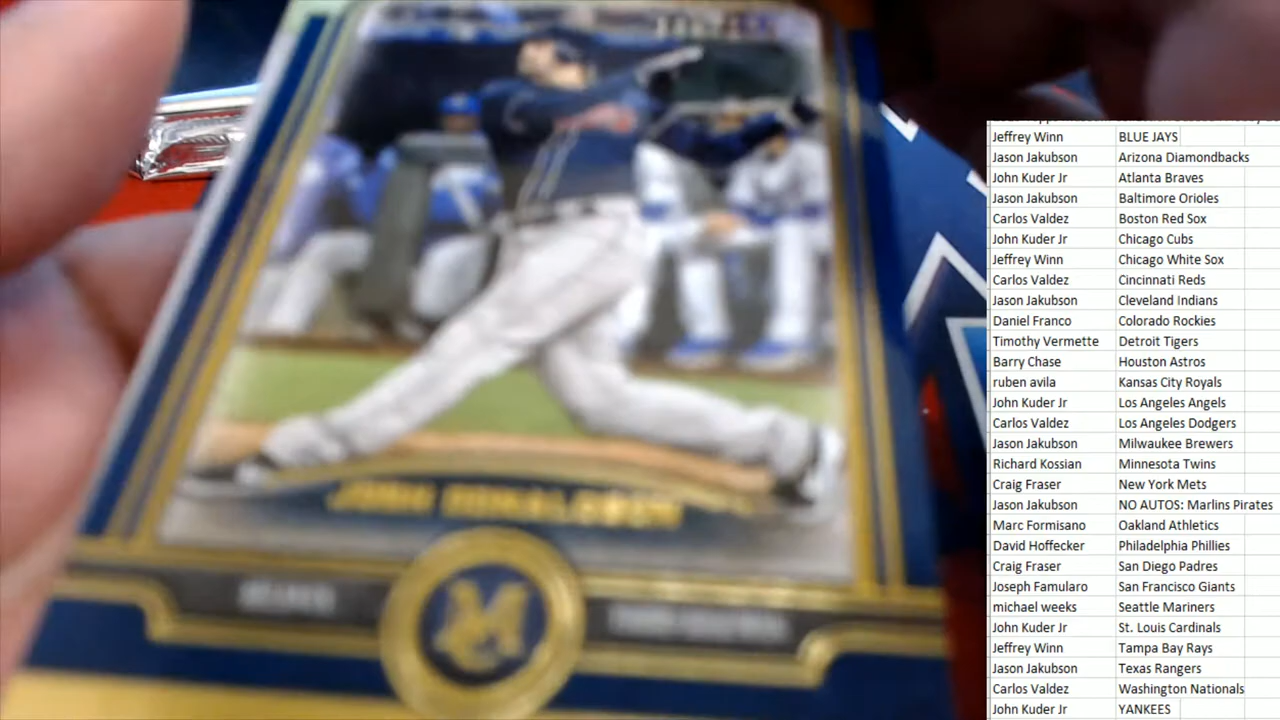 JOSH DONALDSON
M
Jeffrey Winn BLUE JAYS
Jason Jakubson Arizona Diamondbacks
John Kuder Jr Atlanta Braves
Jason Jakubson Baltimore Orioles
Carlos Valdez Boston Red Sox
John Kuder Jr Chicago Cubs
Jeffrey Winn Chicago White Sox
Carlos Valdez Cincinnati Reds
Jason Jakubson Cleveland Indians
Daniel Franco Colorado Rockies
Timothy Vermette Detroit Tigers
Barry Chase Houston Astros
ruben avila Kansas City Royals
John Kuder Jr Los Angeles Angels
Carlos Valdez Los Angeles Dodgers
Jason Jakubson Milwaukee Brewers
Richard Kossian Minnesota Twins
Craig Fraser New York Mets
Jason Jakubson NO AUTOS: Marlins Pirates
Marc Formisano Oakland Athletics
David Hoffecker Philadelphia Phillies
Craig Fraser San Diego Padres
Joseph Famularo San Francisco Giants
michael weeks Seattle Mariners
John Kuder Jr St. Louis Cardinals
Jeffrey Winn Tampa Bay Rays
Jason Jakubson Texas Rangers
Carlos Valdez Washington Nationals
John Kuder Jr YANKEES